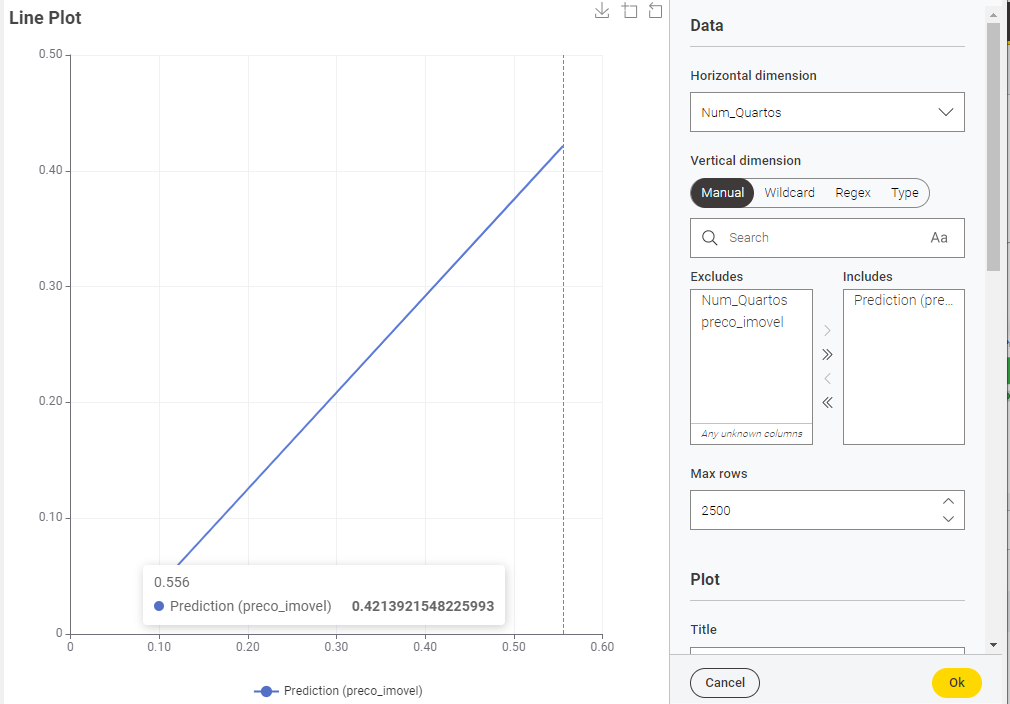 Line Plot
0.50
0.40
0.30
0.20
0.10
0
0
0.10
0.20
0.30
0.40
0.50
0.60
0.556
Prediction (preco_imovel) 0.4213921548225993
Prediction (preco_imovel)
Data
Horizontal dimension
Num_Quartos
Vertical dimension
Manual Wildcard Regex Type
Search Aa
Excludes Includes
Num_Quartos Prediction (pre...
preco_imovel
Any unknown columns
Max rows
2500
Plot
Title
Cancel Ok